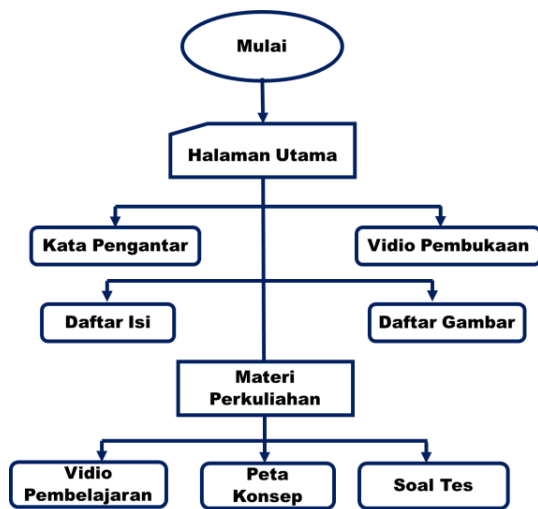 Mulai
Halaman Utama
Kata Pengantar
Vidio Pembukaan
Daftar Isi
Daftar Gambar
Materi
Perkuliahan
Vidio
Pembelajaran
Peta
Konsep
Soal Tes